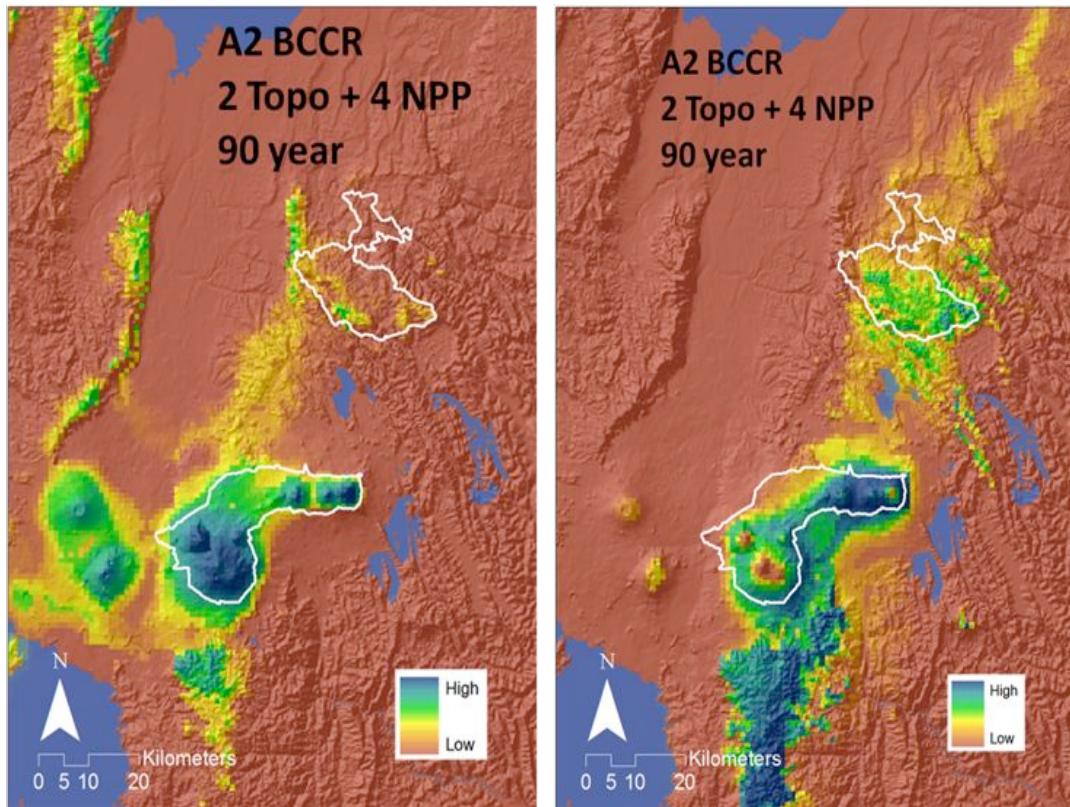 A2 BCCR
2 Topo + 4 NPP
90 year
N
High
Low
Kilometers
0 5 10 20
A2 BCCR
2 Topo + 4 NPP
90 year
N
High
Low
Kilometers
0 5 10 20